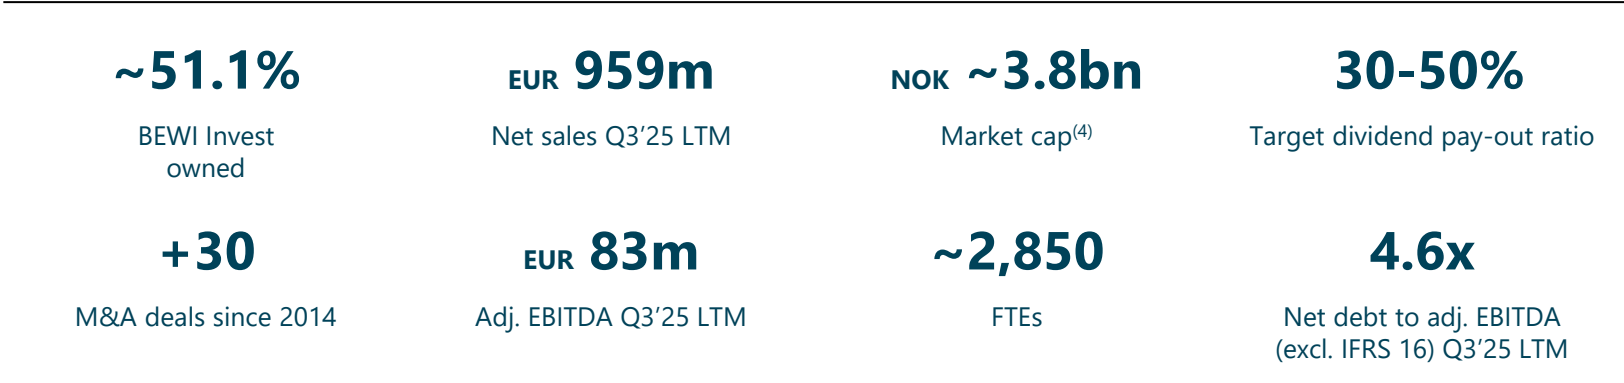 ~51.1%
EUR 959m
NOK ~3.8bn
30-50%
BEWI Invest
owned
Net sales Q3’25 LTM
Market cap(4)
Target dividend pay-out ratio
+30
EUR 83m
~2,850
4.6x
M&A deals since 2014
Adj. EBITDA Q3’25 LTM
FTEs
Net debt to adj. EBITDA
(excl. IFRS 16) Q3’25 LTM